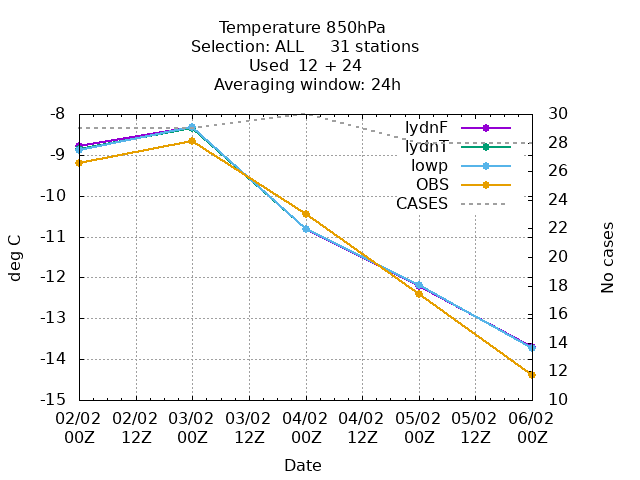 Temperature 850hPa
Selection: ALL 31 stations
Used 12 + 24
Averaging window: 24h
-8
-9
-10
-11
-12
-13
-14
-15
deg C
30
28
26
24
22
20
18
16
14
12
10
No cases
lydnF
lydnT
lowp
OBS
CASES
02/02 02/02 03/02 03/02 04/02 04/02 05/02 05/02 06/02
00Z 12Z 00Z 12Z 00Z 12Z 00Z 12Z 00Z
Date